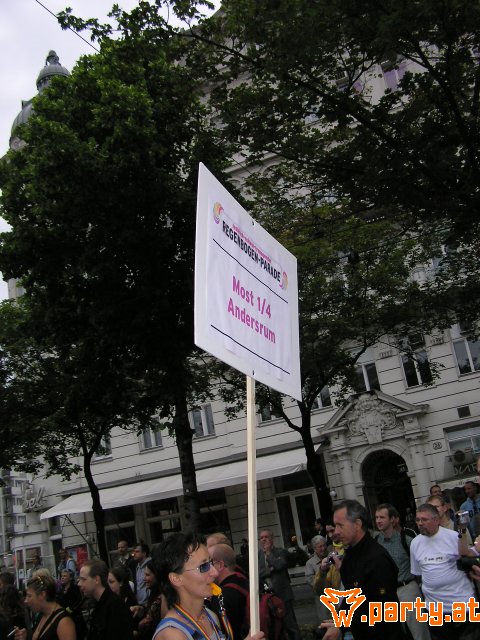 REGENBOGEN-PARADE
Most 1/4
Andersrum
party.at